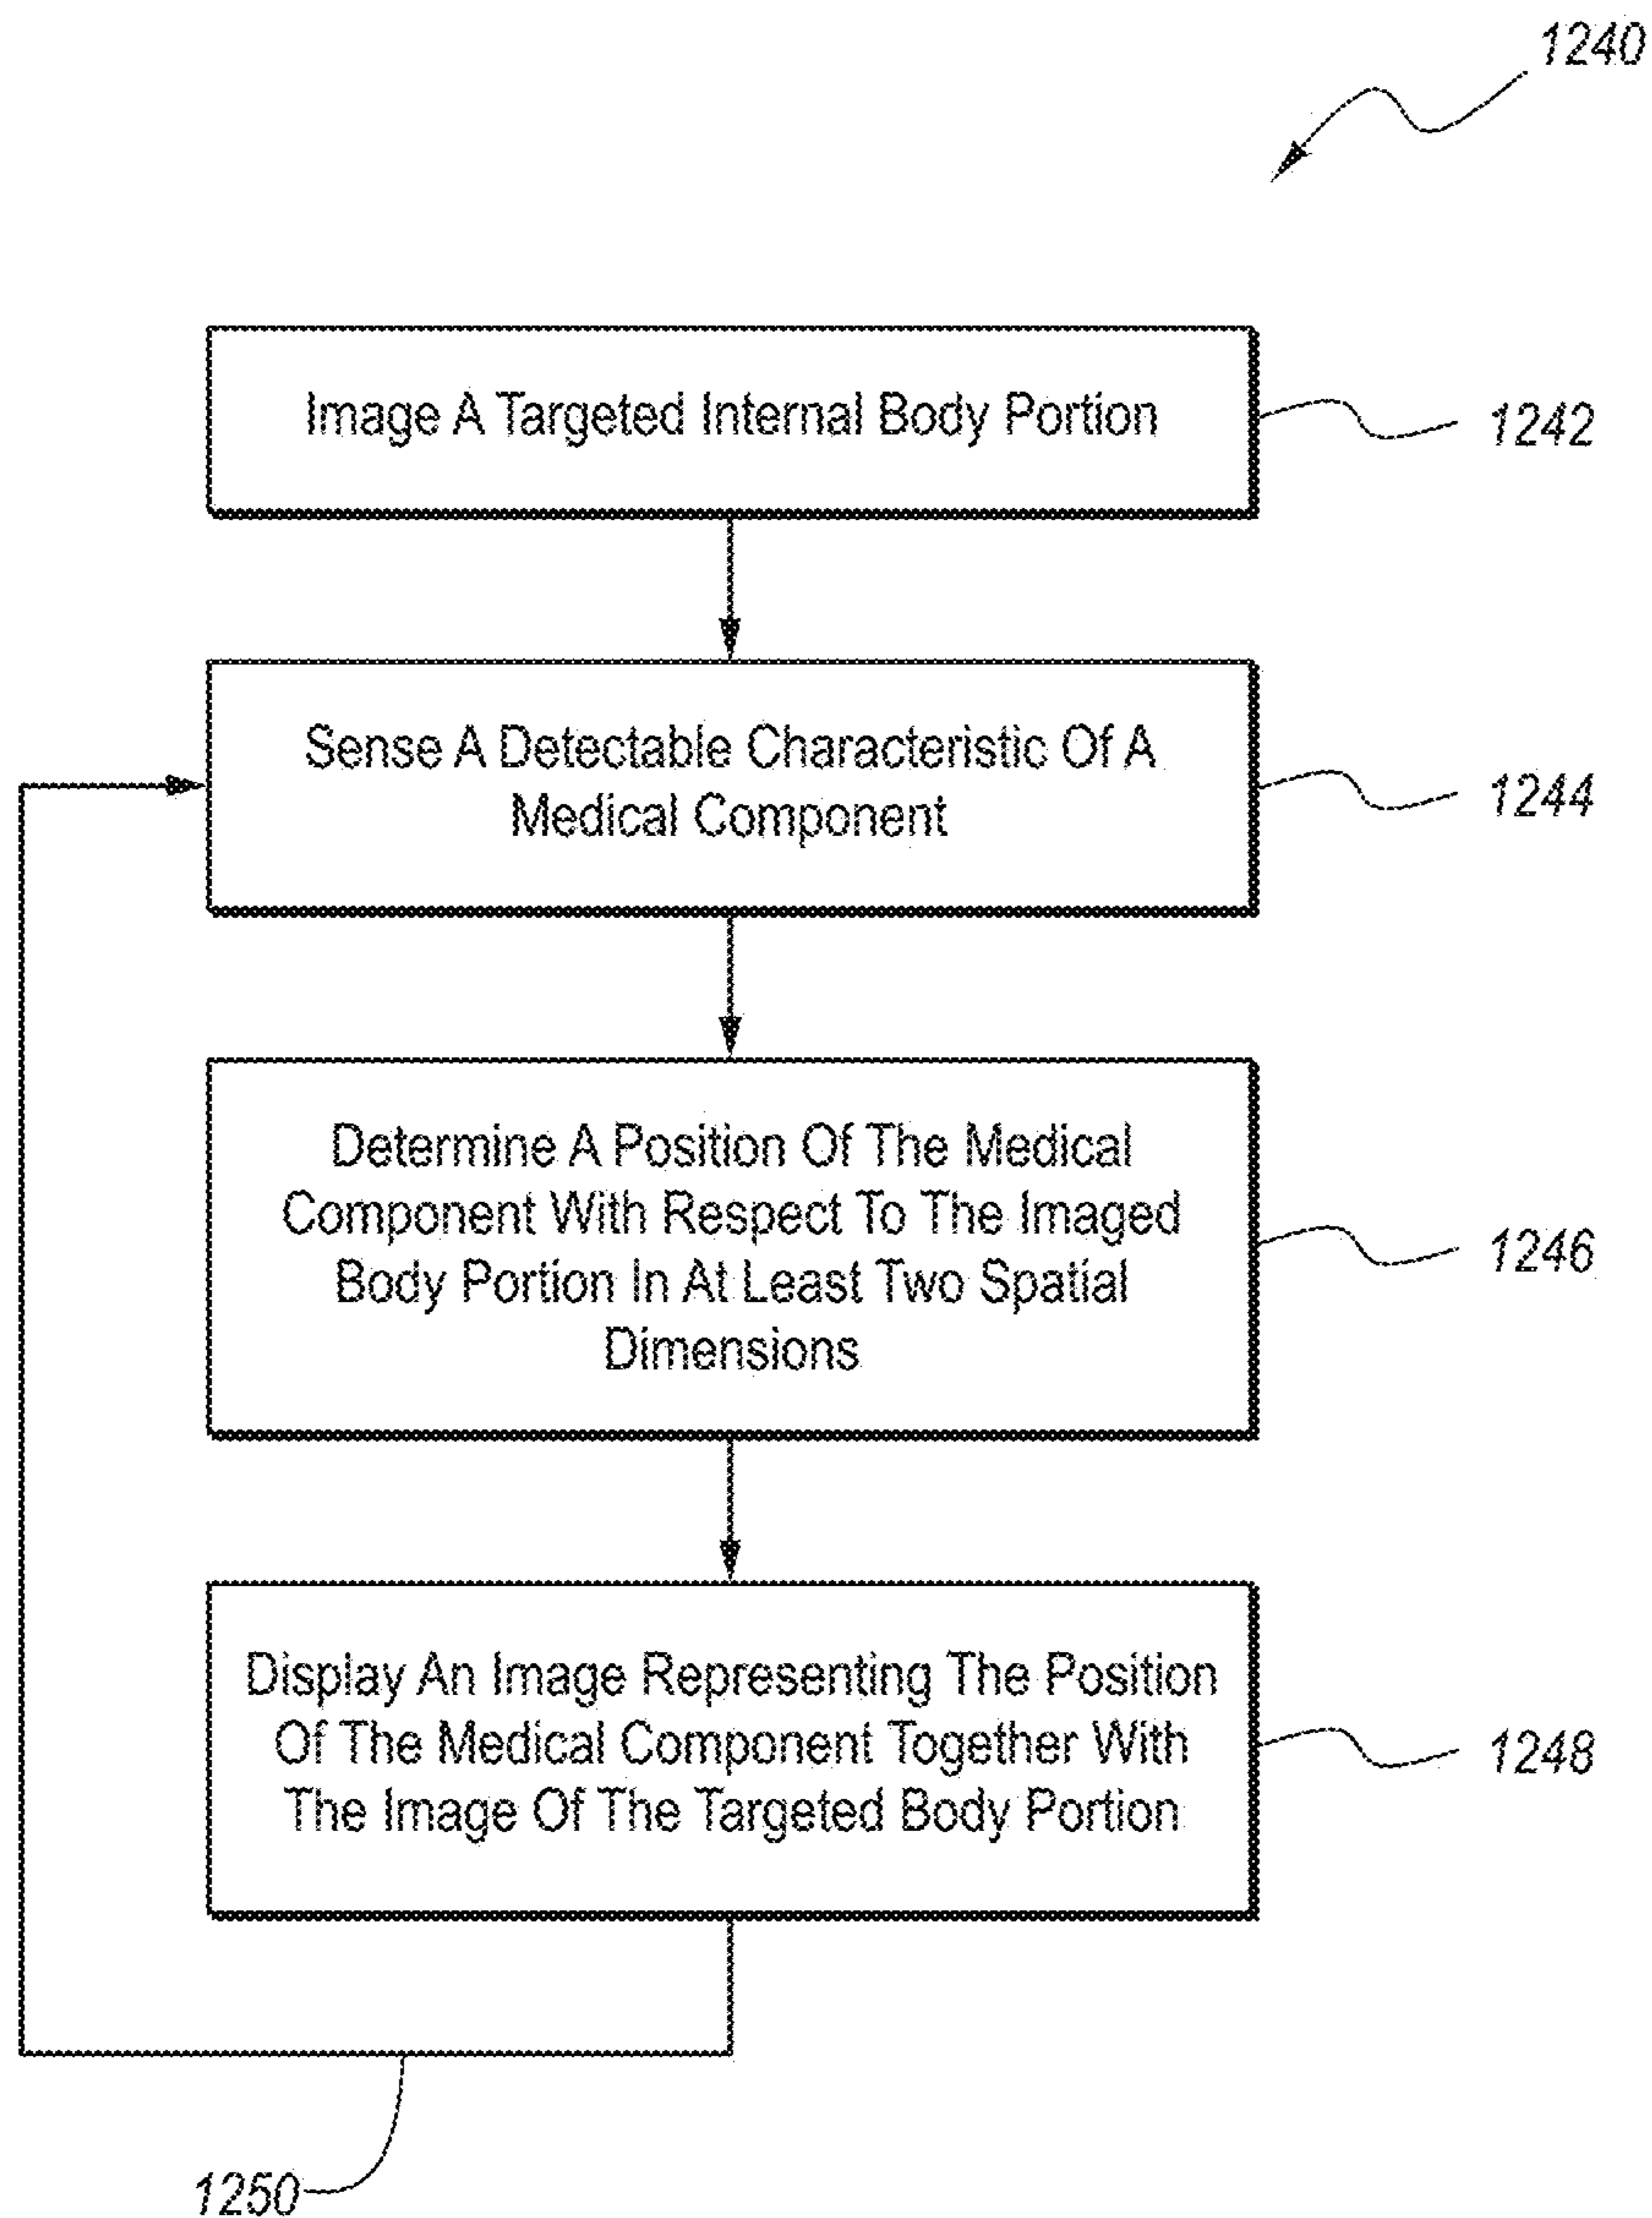 1240
Image A Targeted Internal Body Portion
1242
Sense A Detectable Characteristic Of A
Medical Component
1244
Determine A Position Of The Medical
Component With Respect To The Imaged
Body Portion In At Least Two Spatial
Dimensions
1246
Display An Image Representing The Position
Of The Medical Component Together With
The Image Of The Targeted Body Portion
1248
1250